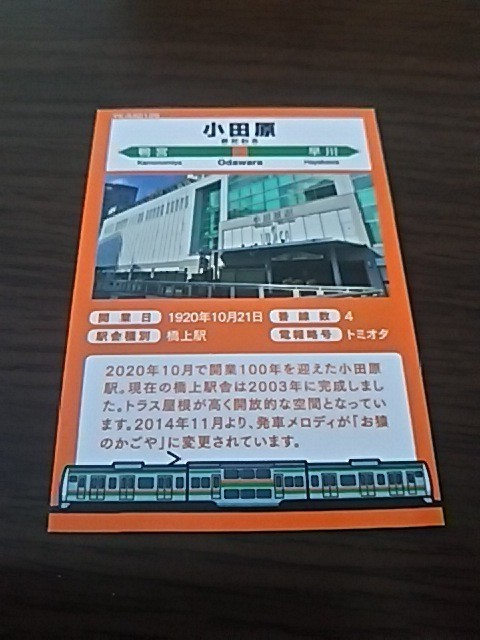 小田原
鴨宮
早川
Kamonomiya
Odawara
Hayakawa
開業日 1920年10月21日 番線数 4
駅舎種別 橋上駅 電報略号 トミオタ
2020年10月で開業100年を迎えた小田原
駅。現在の橋上駅舎は2003年に完成しまし
た。トラス屋根が高く開放的な空間となってい
ます。2014年11月より、発車メロディが「お猿
のかごや」に変更されています。